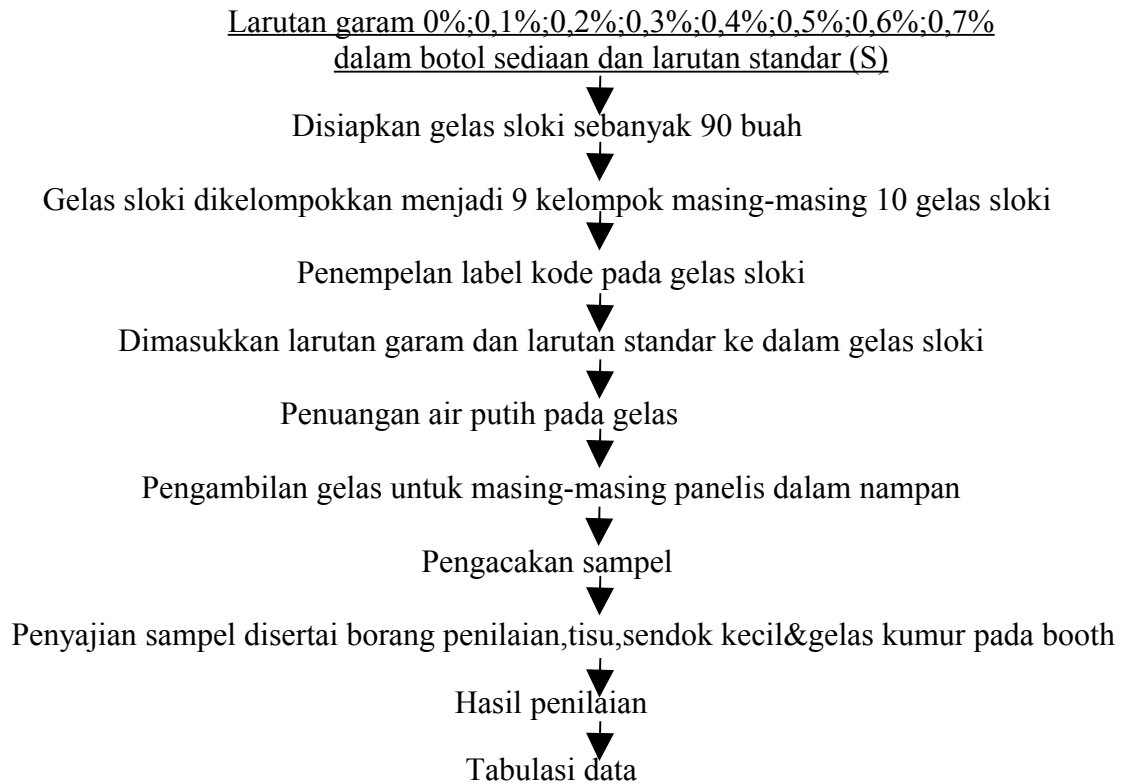 Larutan garam 0%;0,1%;0,2%;0,3%;0,4%;0,5%;0,6%;0,7%
dalam botol sediaan dan larutan standar (S)
Disiapkan gelas sloki sebanyak 90 buah
Gelas sloki dikelompokkan menjadi 9 kelompok masing-masing 10 gelas sloki
Penempelan label kode pada gelas sloki
Dimasukkan larutan garam dan larutan standar ke dalam gelas sloki
Penuangan air putih pada gelas
Pengambilan gelas untuk masing-masing panelis dalam nampan
Pengacakan sampel
Penyajian sampel disertai borang penilaian,tisu,sendok kecil&gelas kumur pada booth
Hasil penilaian
Tabulasi data